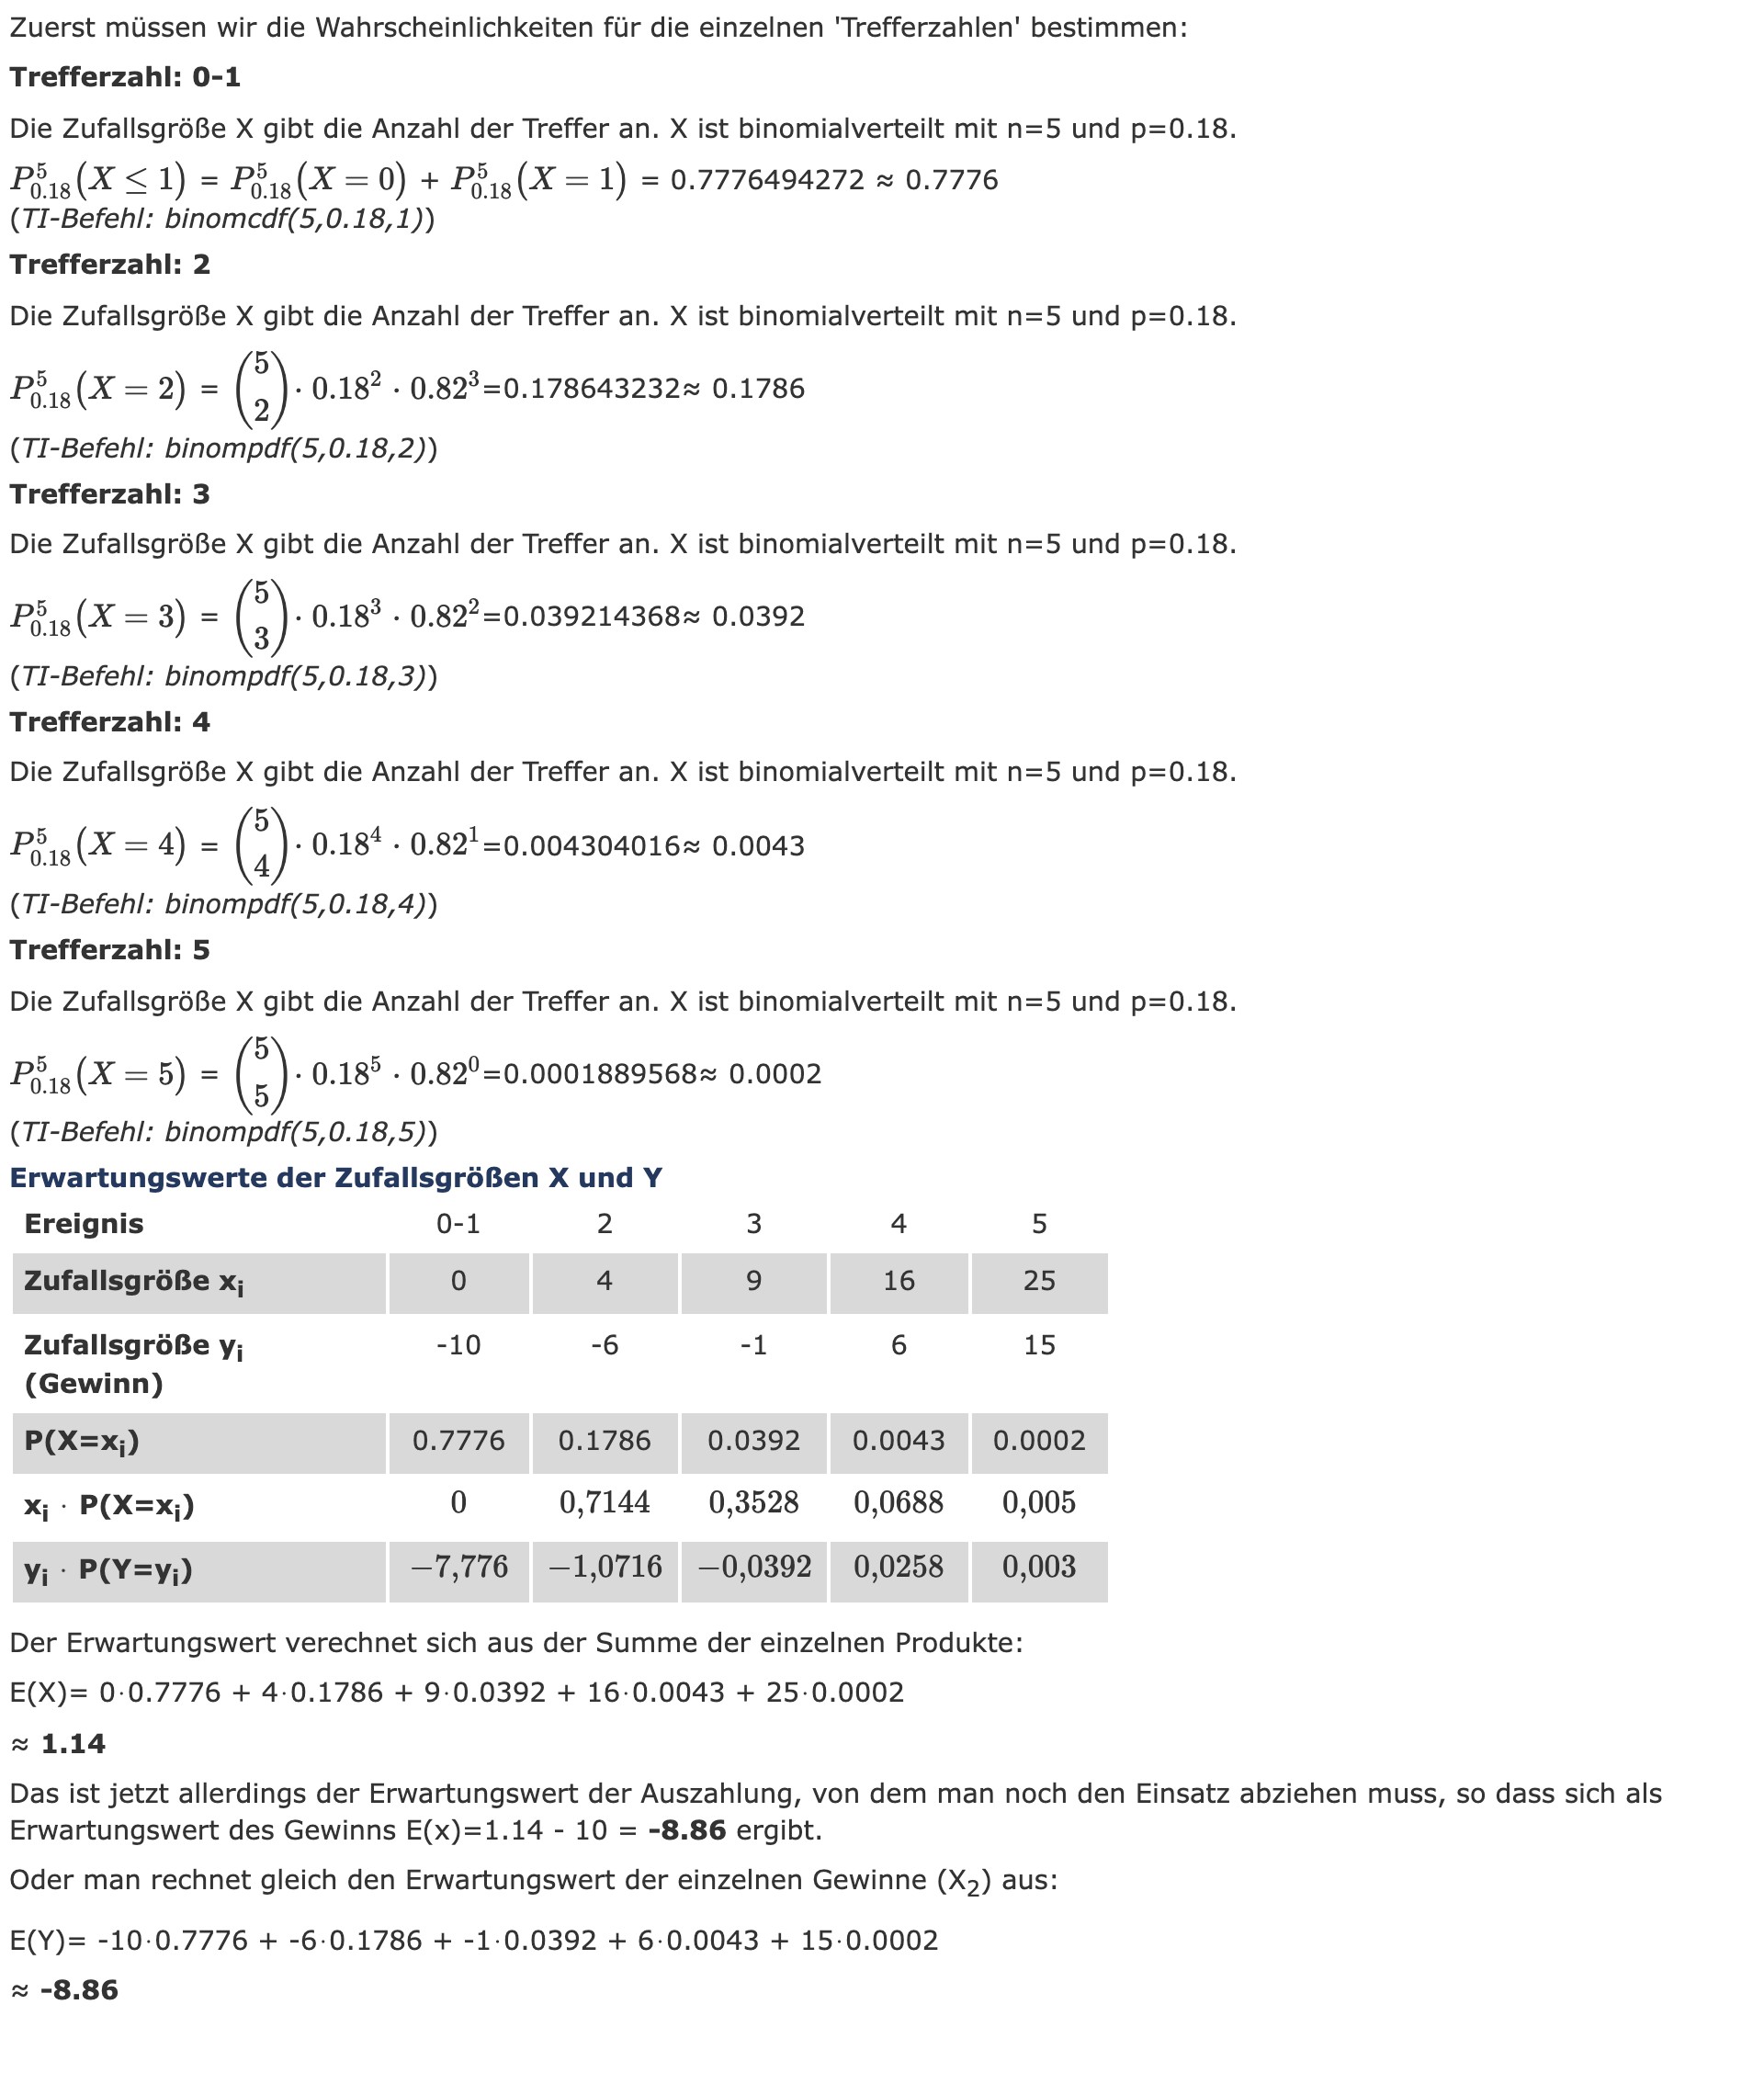 Zuerst müssen wir die Wahrscheinlichkeiten für die einzelnen 'Trefferzahlen' bestimmen:
Trefferzahl: 0-1
Die Zufallsgröße X gibt die Anzahl der Treffer an. X ist binomialverteilt mit n=5 und p=0.18.
$P_{0.18}^{5}(X \le 1)$ = $P_{0.18}^{5}(X = 0)$ + $P_{0.18}^{5}(X = 1)$ = 0.7776494272 ≈ 0.7776
(TI-Befehl: binomcdf(5,0.18,1))
Trefferzahl: 2
Die Zufallsgröße X gibt die Anzahl der Treffer an. X ist binomialverteilt mit n=5 und p=0.18.
$P_{0.18}^{5}(X = 2)$ = $\binom{5}{2} \cdot 0.18^2 \cdot 0.82^3$=0.178643232≈ 0.1786
(TI-Befehl: binompdf(5,0.18,2))
Trefferzahl: 3
Die Zufallsgröße X gibt die Anzahl der Treffer an. X ist binomialverteilt mit n=5 und p=0.18.
$P_{0.18}^{5}(X = 3)$ = $\binom{5}{3} \cdot 0.18^3 \cdot 0.82^2$=0.039214368≈ 0.0392
(TI-Befehl: binompdf(5,0.18,3))
Trefferzahl: 4
Die Zufallsgröße X gibt die Anzahl der Treffer an. X ist binomialverteilt mit n=5 und p=0.18.
$P_{0.18}^{5}(X = 4)$ = $\binom{5}{4} \cdot 0.18^4 \cdot 0.82^1$=0.004304016≈ 0.0043
(TI-Befehl: binompdf(5,0.18,4))
Trefferzahl: 5
Die Zufallsgröße X gibt die Anzahl der Treffer an. X ist binomialverteilt mit n=5 und p=0.18.
$P_{0.18}^{5}(X = 5)$ = $\binom{5}{5} \cdot 0.18^5 \cdot 0.82^0$=0.0001889568≈ 0.0002
(TI-Befehl: binompdf(5,0.18,5))
Erwartungswerte der Zufallsgrößen X und Y
Ereignis 0-1 2 3 4 5
Zufallsgröße xᵢ 0 4 9 16 25
Zufallsgröße yᵢ -10 -6 -1 6 15
(Gewinn)
P(X=xᵢ) 0.7776 0.1786 0.0392 0.0043 0.0002
xᵢ · P(X=xᵢ) 0 0,7144 0,3528 0,0688 0,005
yᵢ · P(Y=yᵢ) −7,776 −1,0716 −0,0392 0,0258 0,003
Der Erwartungswert verechnet sich aus der Summe der einzelnen Produkte:
E(X)= 0·0.7776 + 4·0.1786 + 9·0.0392 + 16·0.0043 + 25·0.0002
≈ 1.14
Das ist jetzt allerdings der Erwartungswert der Auszahlung, von dem man noch den Einsatz abziehen muss, so dass sich als
Erwartungswert des Gewinns E(x)=1.14 - 10 = -8.86 ergibt.
Oder man rechnet gleich den Erwartungswert der einzelnen Gewinne (X₂) aus:
E(Y)= -10·0.7776 + -6·0.1786 + -1·0.0392 + 6·0.0043 + 15·0.0002
≈ -8.86